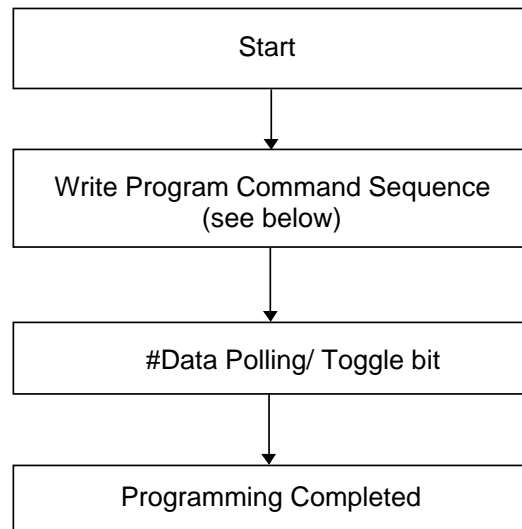 Start
Write Program Command Sequence
(see below)
#Data Polling/ Toggle bit
Programming Completed